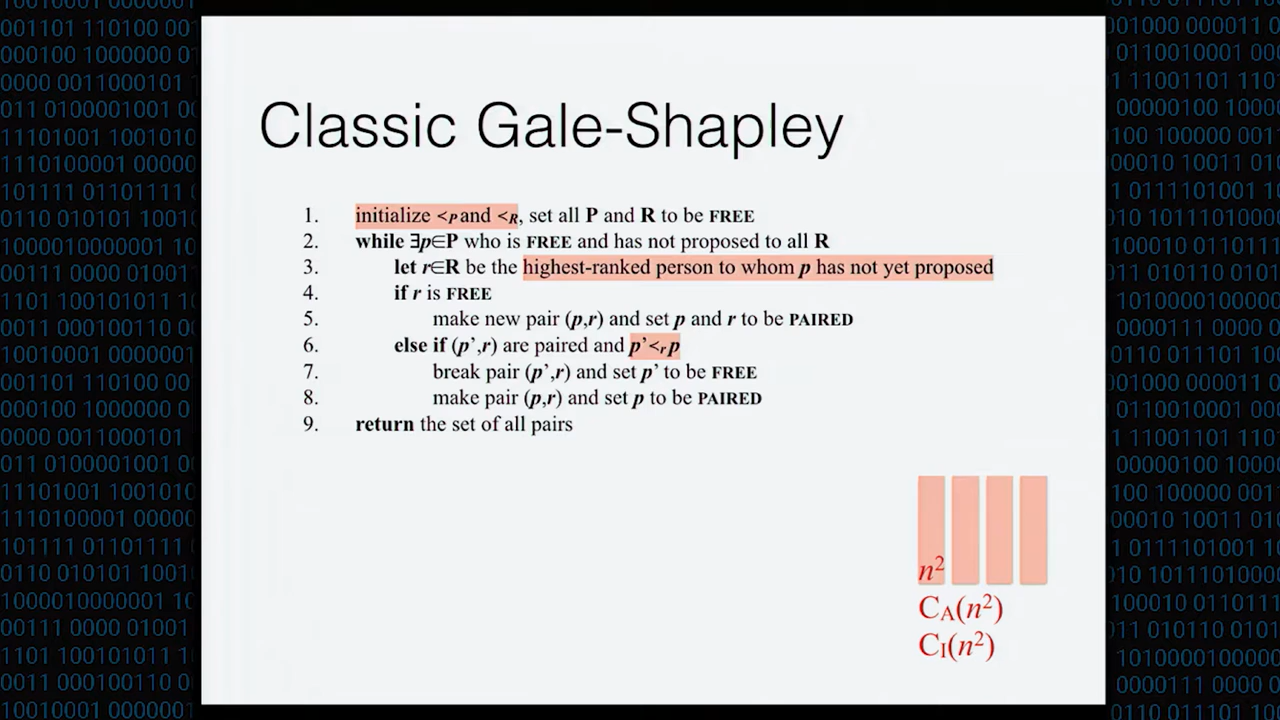 Classic Gale-Shapley
1. initialize <P and <R, set all P and R to be FREE
2. while ∃p∈P who is FREE and has not proposed to all R
3. let r∈R be the highest-ranked person to whom p has not yet proposed
4. if r is FREE
5. make new pair (p,r) and set p and r to be PAIRED
6. else if (p’,r) are paired and p’<r p
7. break pair (p’,r) and set p’ to be FREE
8. make pair (p,r) and set p to be PAIRED
9. return the set of all pairs
n²
CA(n²)
CI(n²)